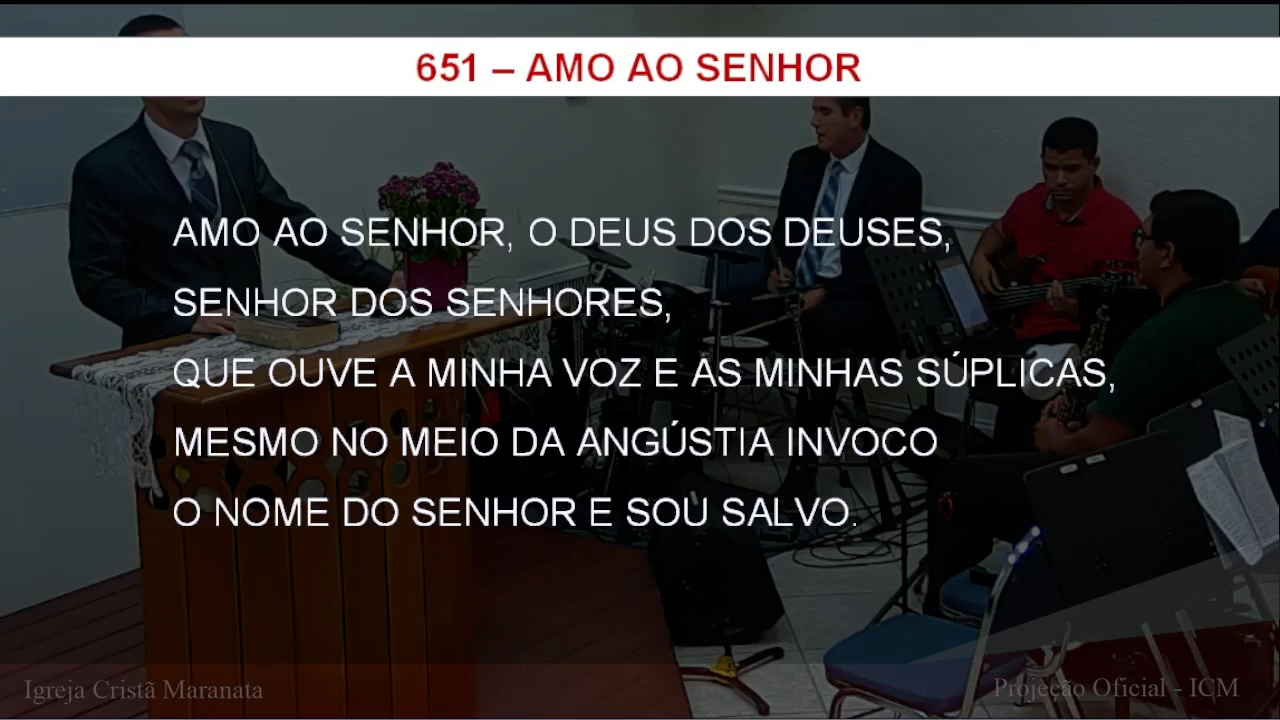 651 – AMO AO SENHOR
AMO AO SENHOR, O DEUS DOS DEUSES,
SENHOR DOS SENHORES,
QUE OUVE A MINHA VOZ E AS MINHAS SÚPLICAS,
MESMO NO MEIO DA ANGÚSTIA INVOCO
O NOME DO SENHOR E SOU SALVO.
Igreja Cristã Maranata
Projeção Oficial - ICM